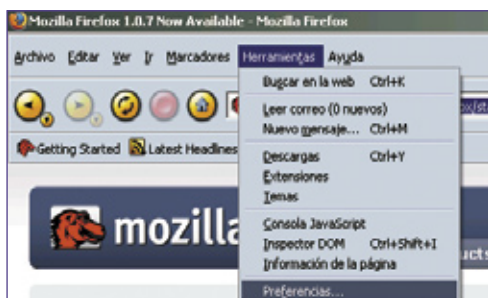 Mozilla Firefox 1.0.7 Now Available - Mozilla Firefox
Archivo Editar Ver Ir Marcadores Herramientas Ayuda
Buscar en la web Ctrl+K
Leer correo (0 nuevos)
Nuevo mensaje... Ctrl+M
Getting Started Latest Headlines
Descargas Ctrl+Y
Extensiones
Temas
mozilla
Consola JavaScript
Inspector DOM Ctrl+Shift+I
Información de la página
Preferencias...